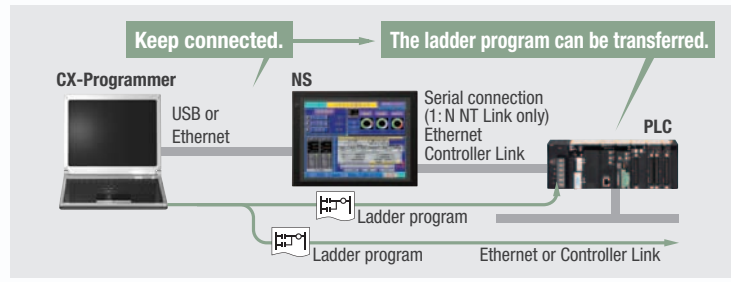 Keep connected.
The ladder program can be transferred.
CX-Programmer
NS
USB or
Ethernet
Serial connection
(1: N NT Link only)
Ethernet
Controller Link
PLC
Ladder program
Ladder program
Ethernet or Controller Link